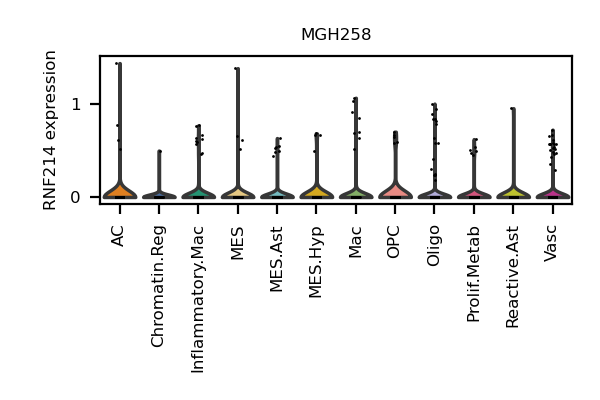 MGH258
RNF214 expression
1
0
AC
Chromatin.Reg
Inflammatory.Mac
MES
MES.Ast
MES.Hyp
Mac
OPC
Oligo
Prolif.Metab
Reactive.Ast
Vasc